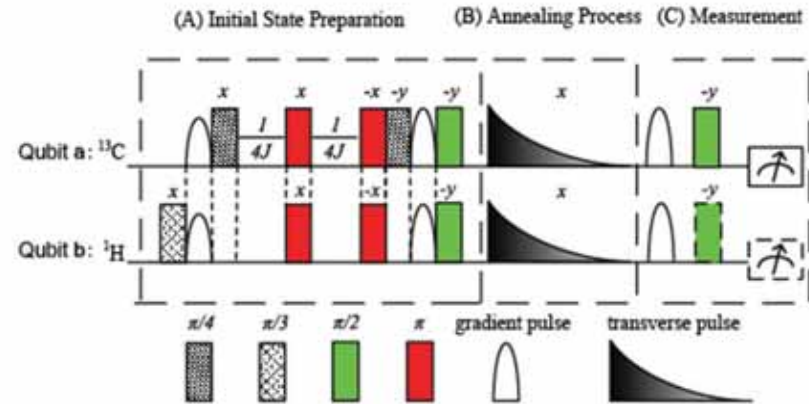 (A) Initial State Preparation (B) Annealing Process (C) Measurement
x x -x -y -y x -y
1 1
Qubit a: ¹³C
4J 4J
x x -x -y x -y
Qubit b: ¹H
π/4 π/3 π/2 π gradient pulse transverse pulse